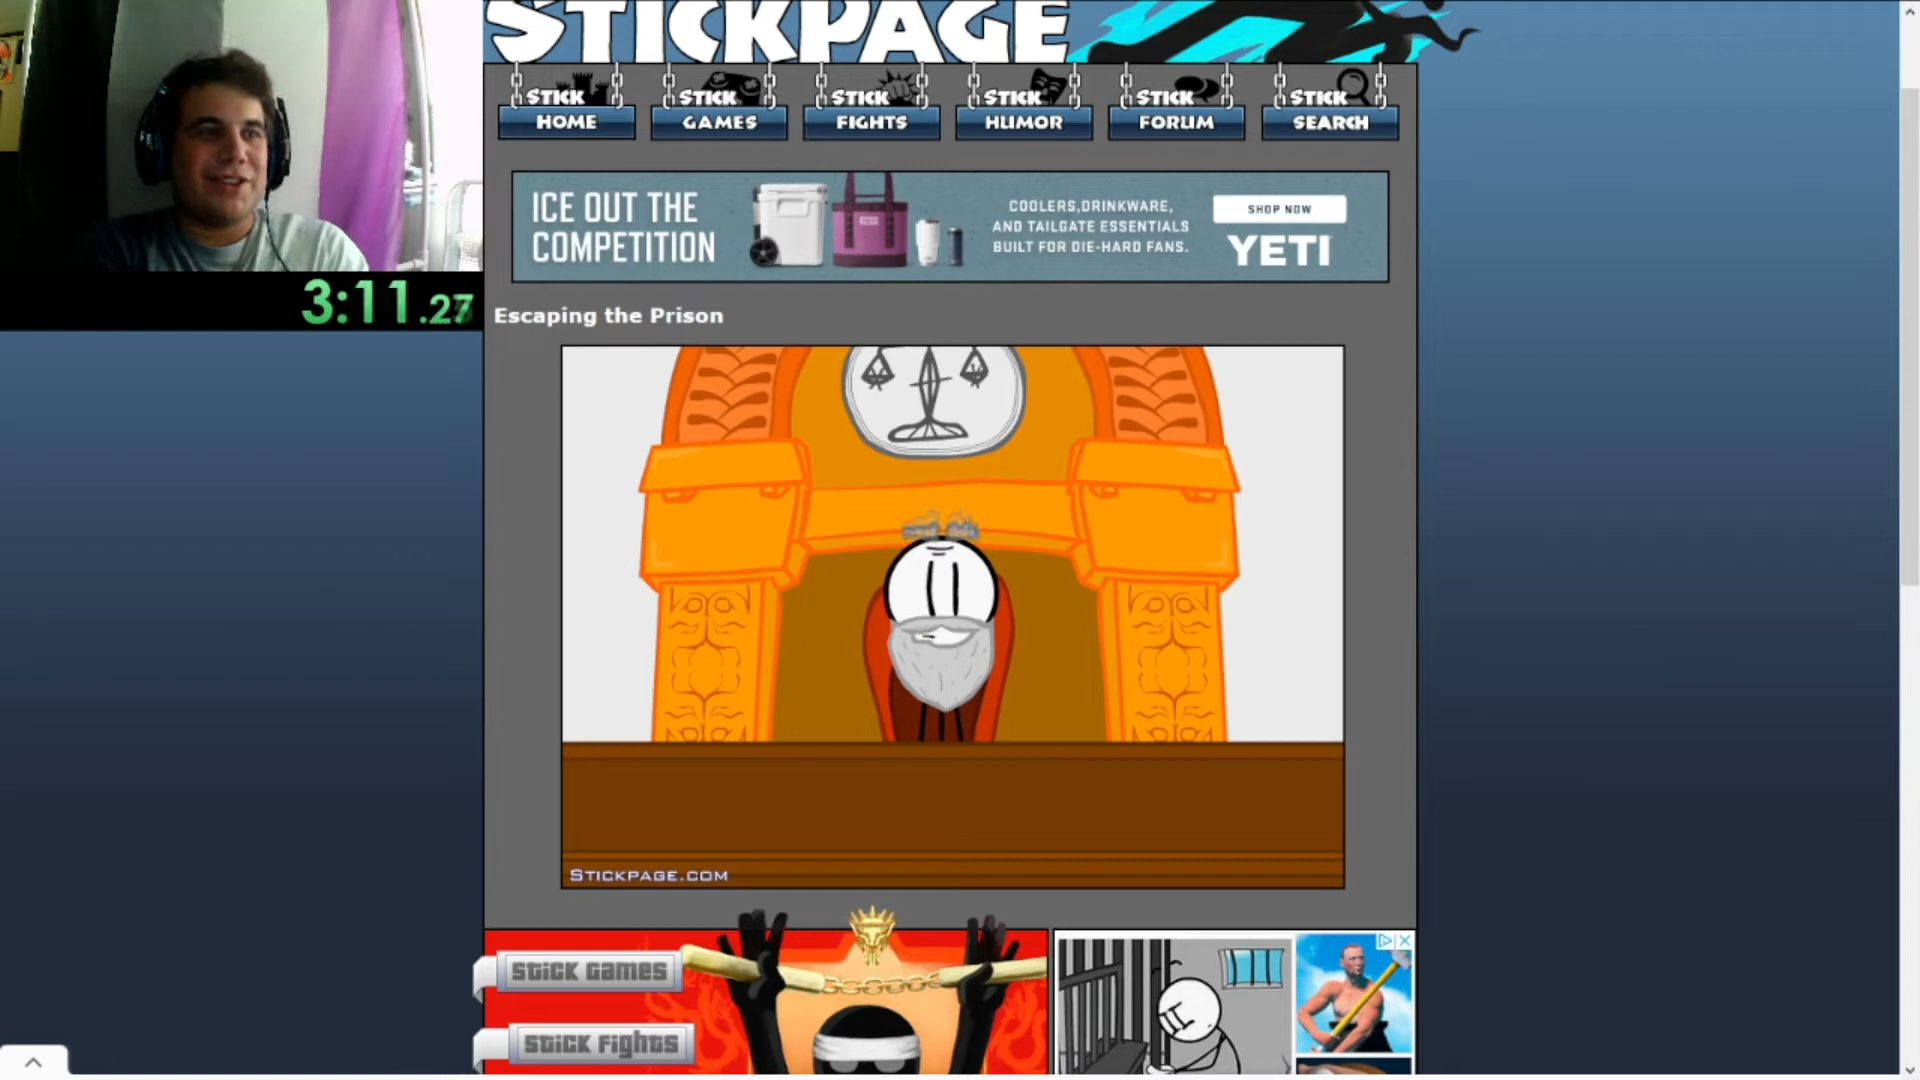 STICKPAGE
STICK HOME
STICK GAMES
STICK FIGHTS
STICK HUMOR
STICK FORUM
STICK SEARCH
ICE OUT THE
COMPETITION
COOLERS,DRINKWARE,
AND TAILGATE ESSENTIALS
BUILT FOR DIE-HARD FANS.
SHOP NOW
YETI
3:11.27
Escaping the Prison
STICKPAGE.COM
STICK GAMES
STICK FIGHTS